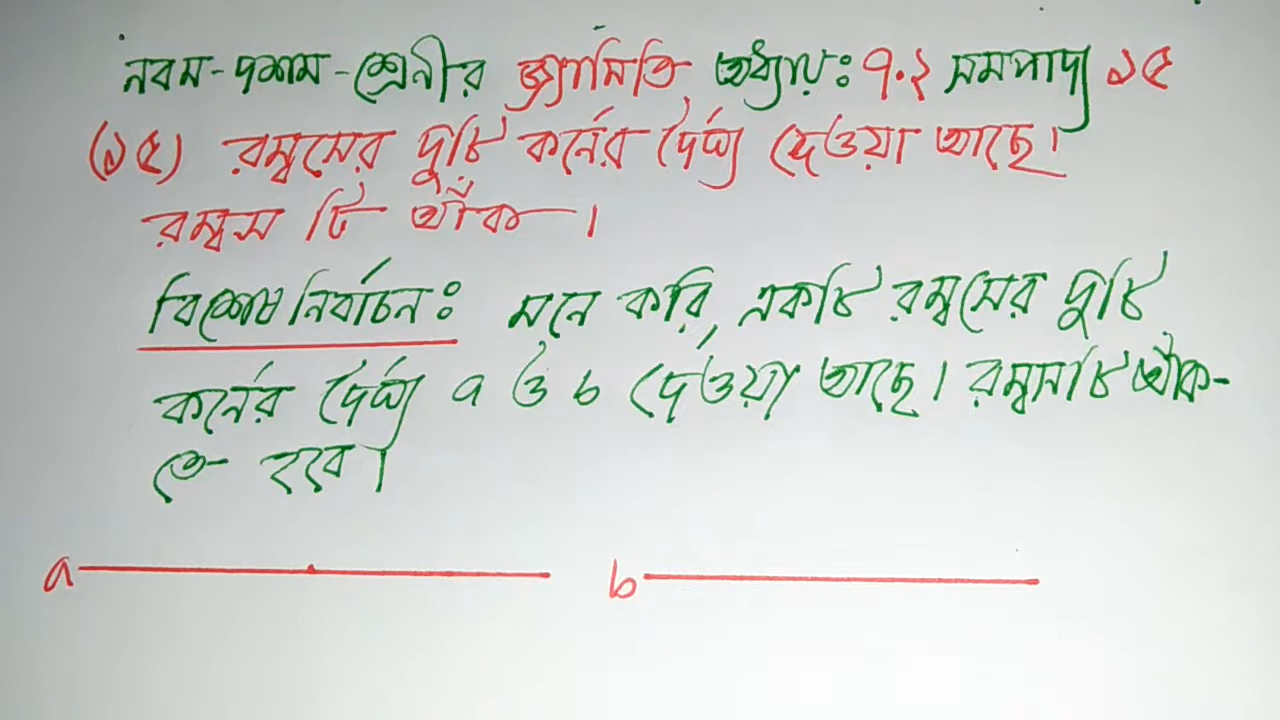 নবম-দশম-শ্রেনীর জ্যামিতি অধ্যায়ঃ ৭.২ সমপাদ্য ১৫
(১৫) রম্বসের দুটি কর্নের দৈর্ঘ্য দেওয়া আছে।
রম্বস টি আঁক।
বিশেষ নির্বাচনঃ মনে করি, একটি রম্বসের দুটি
কর্নের দৈর্ঘ্য a ও b দেওয়া আছে। রম্বসটি আঁক-
তে হবে।
a b